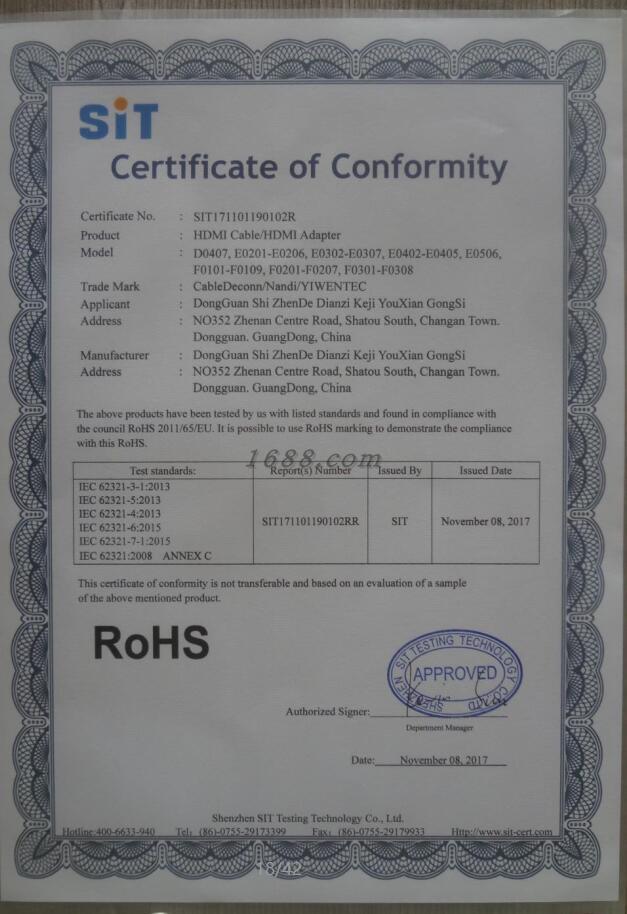 SiT
Certificate of Conformity
Certificate No. : SIT171101190102R
Product : HDMI Cable/HDMI Adapter
Model : D0407, E0201-E0206, E0302-E0307, E0402-E0405, E0506,
F0101-F0109, F0201-F0207, F0301-F0308
Trade Mark : CableDeconn/Nandi/YIWENTEC
Applicant : DongGuan Shi ZhenDe Dianzi Keji YouXian GongSi
Address : NO352 Zhenan Centre Road, Shatou South, Changan Town.
Dongguan. GuangDong, China
Manufacturer : DongGuan Shi ZhenDe Dianzi Keji YouXian GongSi
Address : NO352 Zhenan Centre Road, Shatou South, Changan Town.
Dongguan. GuangDong, China
The above products have been tested by us with listed standards and found in compliance with
the council RoHS 2011/65/EU. It is possible to use RoHS marking to demonstrate the compliance
with this RoHS.
1688.com
Test standards: Report(s) Number Issued By Issued Date
IEC 62321-3-1:2013
IEC 62321-5:2013
IEC 62321-4:2013
IEC 62321-6:2015
IEC 62321-7-1:2015
IEC 62321:2008 ANNEX C
SIT171101190102RR SIT November 08, 2017
This certificate of conformity is not transferable and based on an evaluation of a sample
of the above mentioned product.
RoHS
SHENZHEN SIT TESTING TECHNOLOGY CO.,LTD
APPROVED
Authorized Signer:
Department Manager
Date: November 08, 2017
Shenzhen SIT Testing Technology Co., Ltd.
Hotline:400-6633-940 Tel: (86)-0755-29173399 Fax: (86)-0755-29179933 Http://www.sit-cert.com
18/42